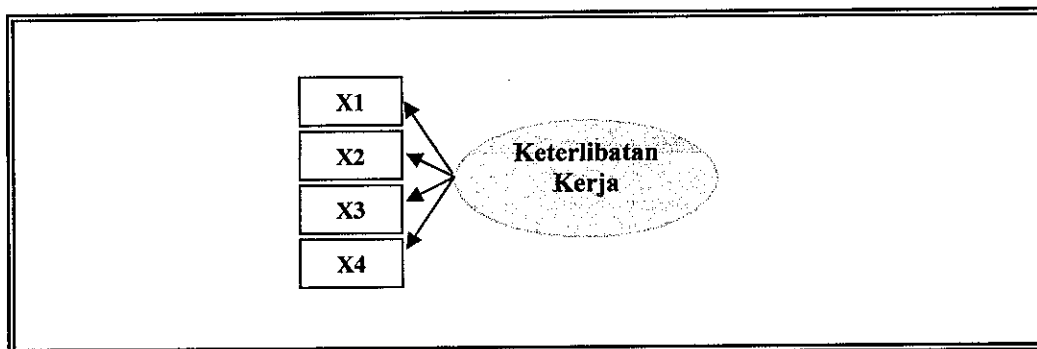 X1
X2
X3
X4
Keterlibatan
Kerja